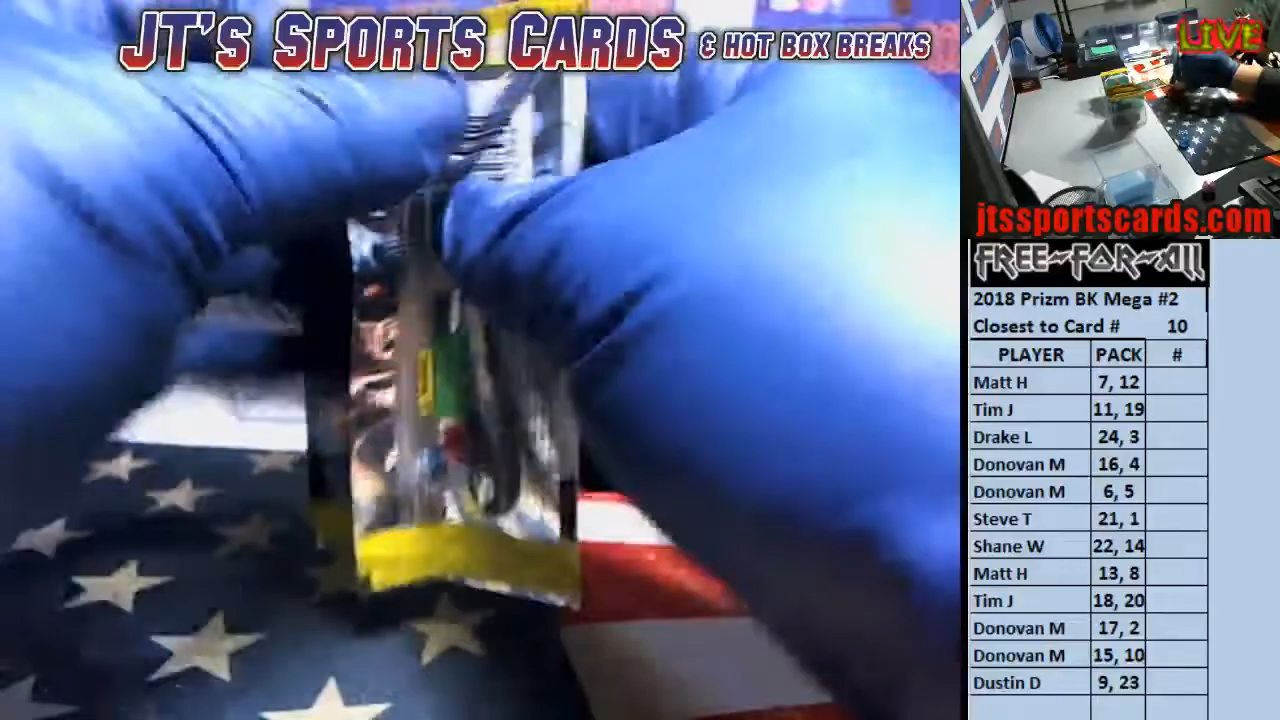 JT's Sports Cards & Hot Box Breaks
LIVE
jtssportscards.com
FREE-FOR-ALL
2018 Prizm BK Mega #2
Closest to Card # 10
PLAYER PACK #
Matt H 7, 12
Tim J 11, 19
Drake L 24, 3
Donovan M 16, 4
Donovan M 6, 5
Steve T 21, 1
Shane W 22, 14
Matt H 13, 8
Tim J 18, 20
Donovan M 17, 2
Donovan M 15, 10
Dustin D 9, 23